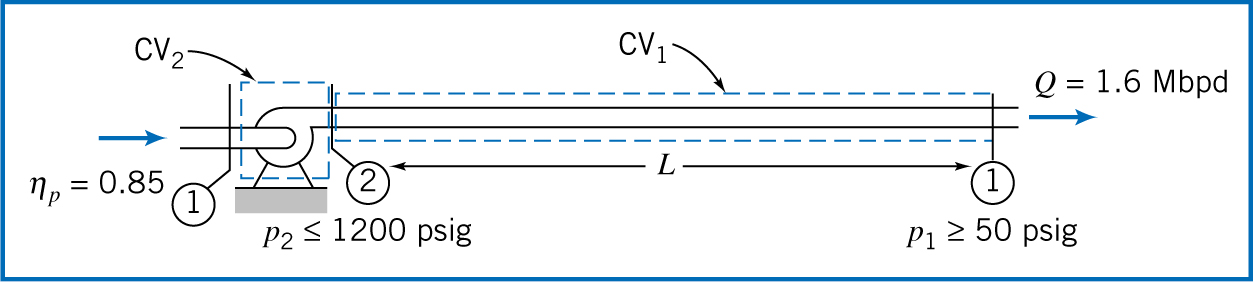 CV₂
CV₁
Q = 1.6 Mbpd
ηₚ = 0.85
1
2
L
1
p₂ ≤ 1200 psig
p₁ ≥ 50 psig